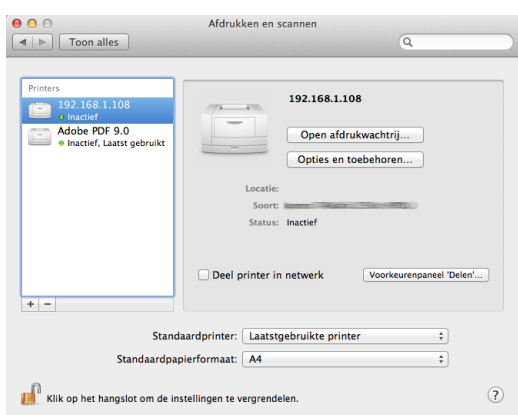 Afdrukken en scannen
Toon alles
Printers
192.168.1.108
Inactief
Adobe PDF 9.0
Inactief, Laatst gebruikt
192.168.1.108
Open afdrukwachtrij...
Opties en toebehoren...
Locatie:
Soort:
Status: Inactief
Deel printer in netwerk
Voorkeurenpaneel 'Delen'...
+ −
Standaardprinter: Laatstgebruikte printer
Standaardpapierformaat: A4
Klik op het hangslot om de instellingen te vergrendelen.
?